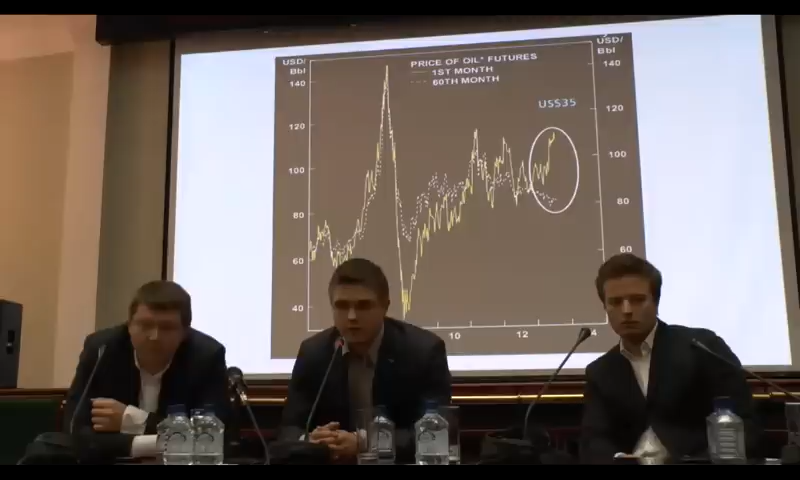 USD/
Bbl
PRICE OF OIL* FUTURES
1ST MONTH
60TH MONTH
US$35
USD/
Bbl
140
120
100
80
60
40
140
120
100
80
60
10
12
4